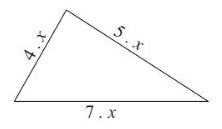 4 . x
5 . x
7 . x